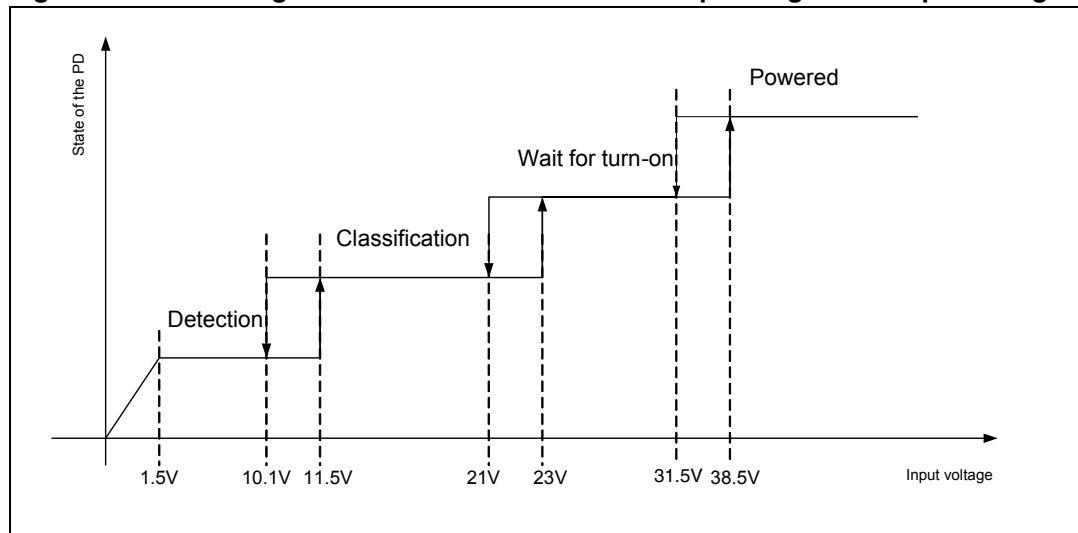 State of the PD
Powered
Wait for turn-on
Classification
Detection
1.5V
10.1V
11.5V
21V
23V
31.5V
38.5V
Input voltage